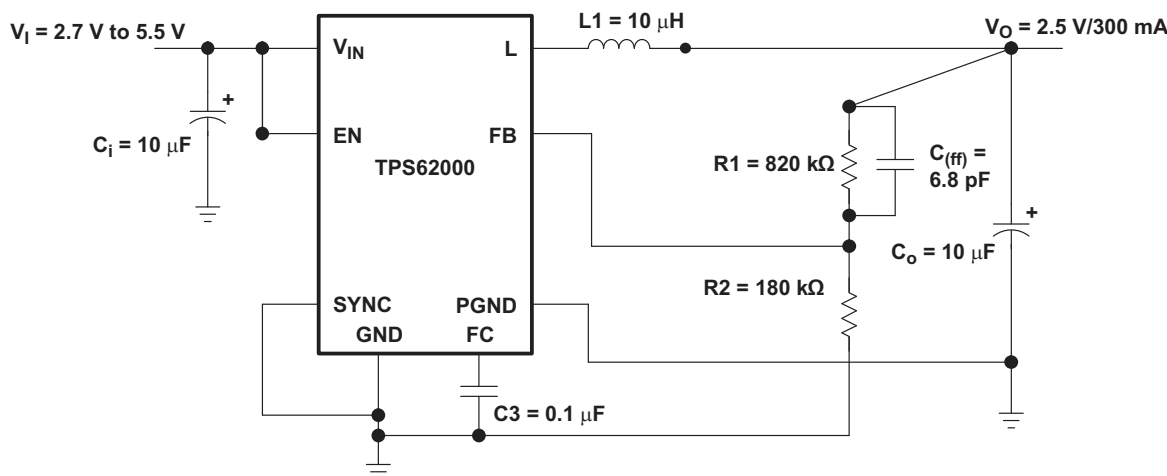 L1 = 10 μH
V_I = 2.7 V to 5.5 V
V_O = 2.5 V/300 mA
V_IN
L
+
C_i = 10 μF
EN
FB
TPS62000
R1 = 820 kΩ
C_(ff) =
6.8 pF
+
C_o = 10 μF
R2 = 180 kΩ
SYNC
PGND
GND
FC
C3 = 0.1 μF